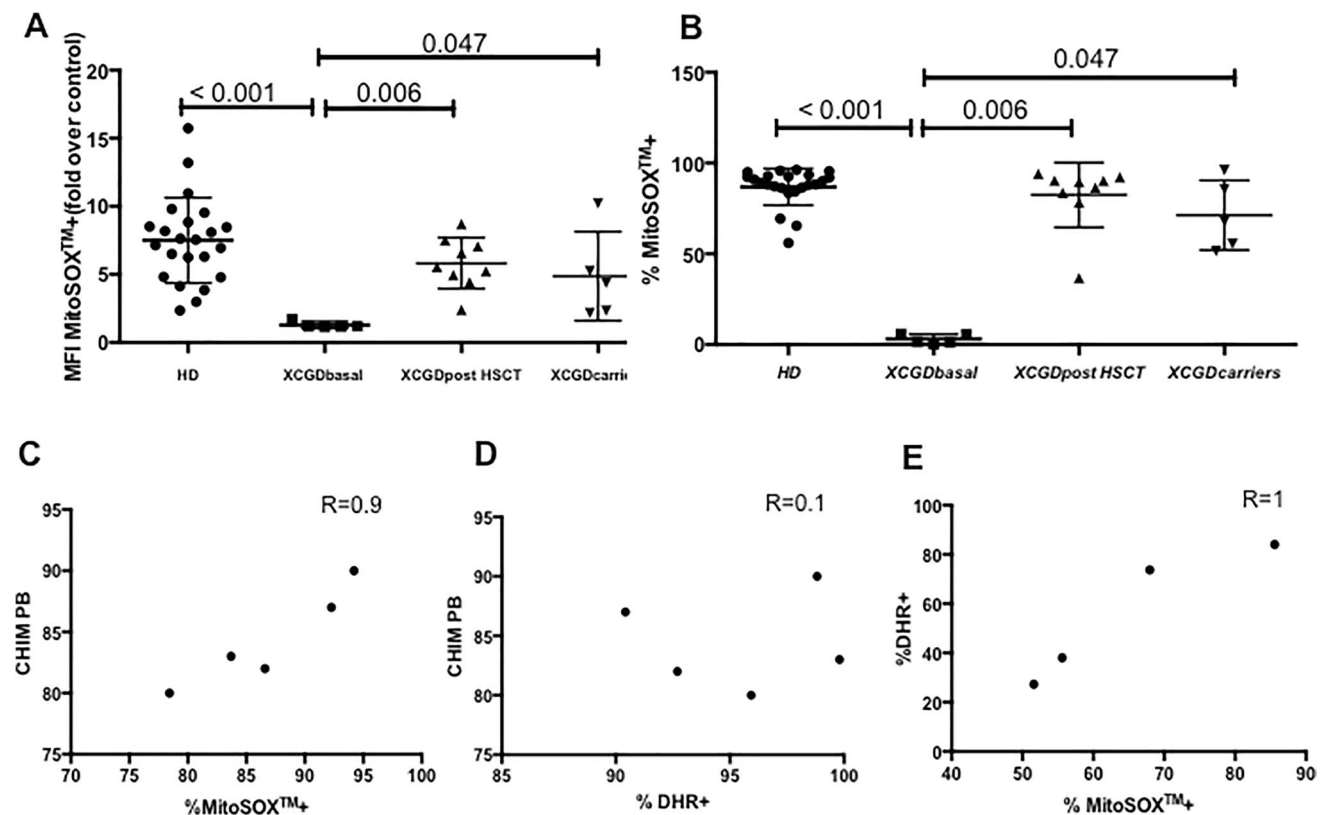 A
MFI MitoSOX™+(fold over control)
20
15
10
5
0
< 0.001
0.006
0.047
HD
XCGDbasal
XCGDpost HSCT
XCGDcarrie
B
% MitoSOX™+
150
100
50
0
< 0.001
0.006
0.047
HD
XCGDbasal
XCGDpost HSCT
XCGDcarriers
C
R=0.9
CHIM PB
95
90
85
80
75
70
75
80
85
90
95
100
%MitoSOX™+
D
R=0.1
CHIM PB
95
90
85
80
75
85
90
95
100
% DHR+
E
R=1
%DHR+
100
80
60
40
20
0
40
50
60
70
80
90
% MitoSOX™+